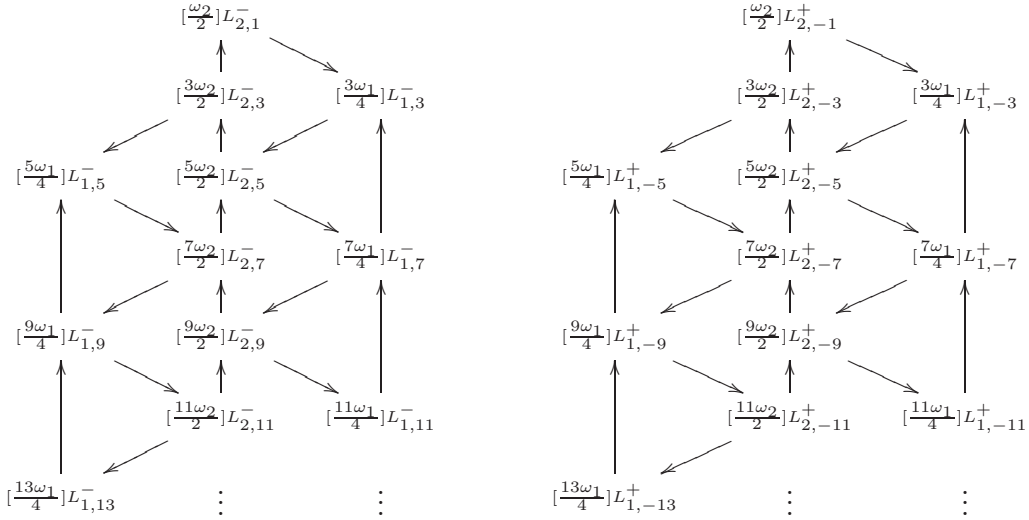 [ω₂/2]L⁻₂,₁ [ω₂/2]L⁺₂,₋₁
[3ω₂/2]L⁻₂,₃ [3ω₁/4]L⁻₁,₃ [3ω₂/2]L⁺₂,₋₃ [3ω₁/4]L⁺₁,₋₃
[5ω₁/4]L⁻₁,₅ [5ω₂/2]L⁻₂,₅ [5ω₁/4]L⁺₁,₋₅ [5ω₂/2]L⁺₂,₋₅
[7ω₂/2]L⁻₂,₇ [7ω₁/4]L⁻₁,₇ [7ω₂/2]L⁺₂,₋₇ [7ω₁/4]L⁺₁,₋₇
[9ω₁/4]L⁻₁,₉ [9ω₂/2]L⁻₂,₉ [9ω₁/4]L⁺₁,₋₉ [9ω₂/2]L⁺₂,₋₉
[11ω₂/2]L⁻₂,₁₁ [11ω₁/4]L⁻₁,₁₁ [11ω₂/2]L⁺₂,₋₁₁ [11ω₁/4]L⁺₁,₋₁₁
[13ω₁/4]L⁻₁,₁₃ ⋮ ⋮ [13ω₁/4]L⁺₁,₋₁₃ ⋮ ⋮